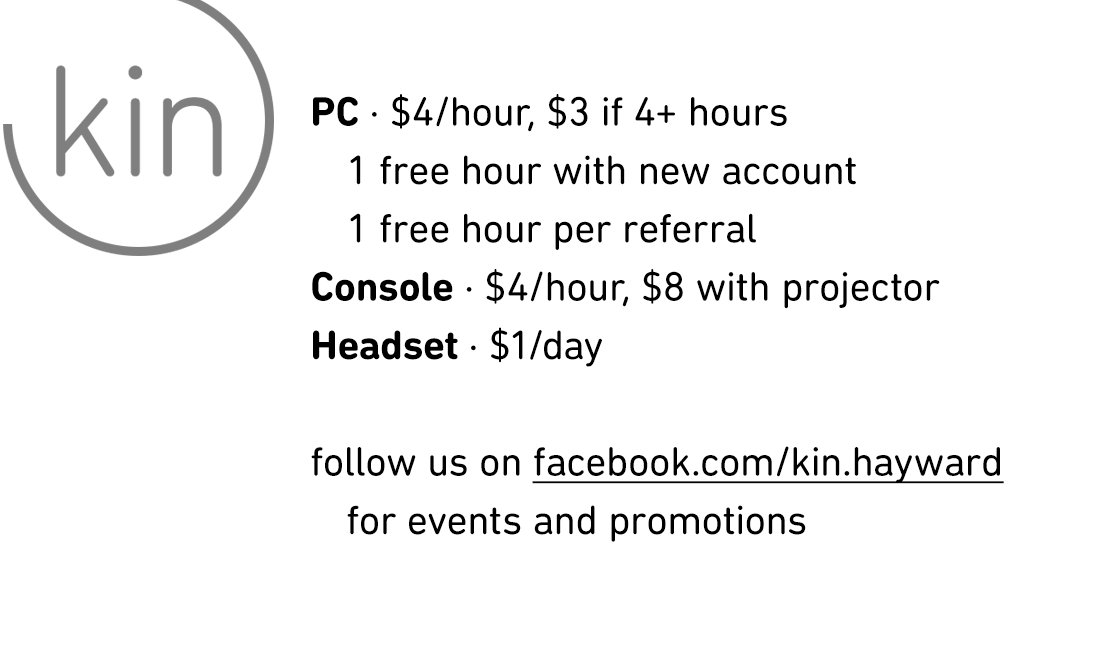 kin
PC · $4/hour, $3 if 4+ hours
1 free hour with new account
1 free hour per referral
Console · $4/hour, $8 with projector
Headset · $1/day
follow us on facebook.com/kin.hayward
for events and promotions